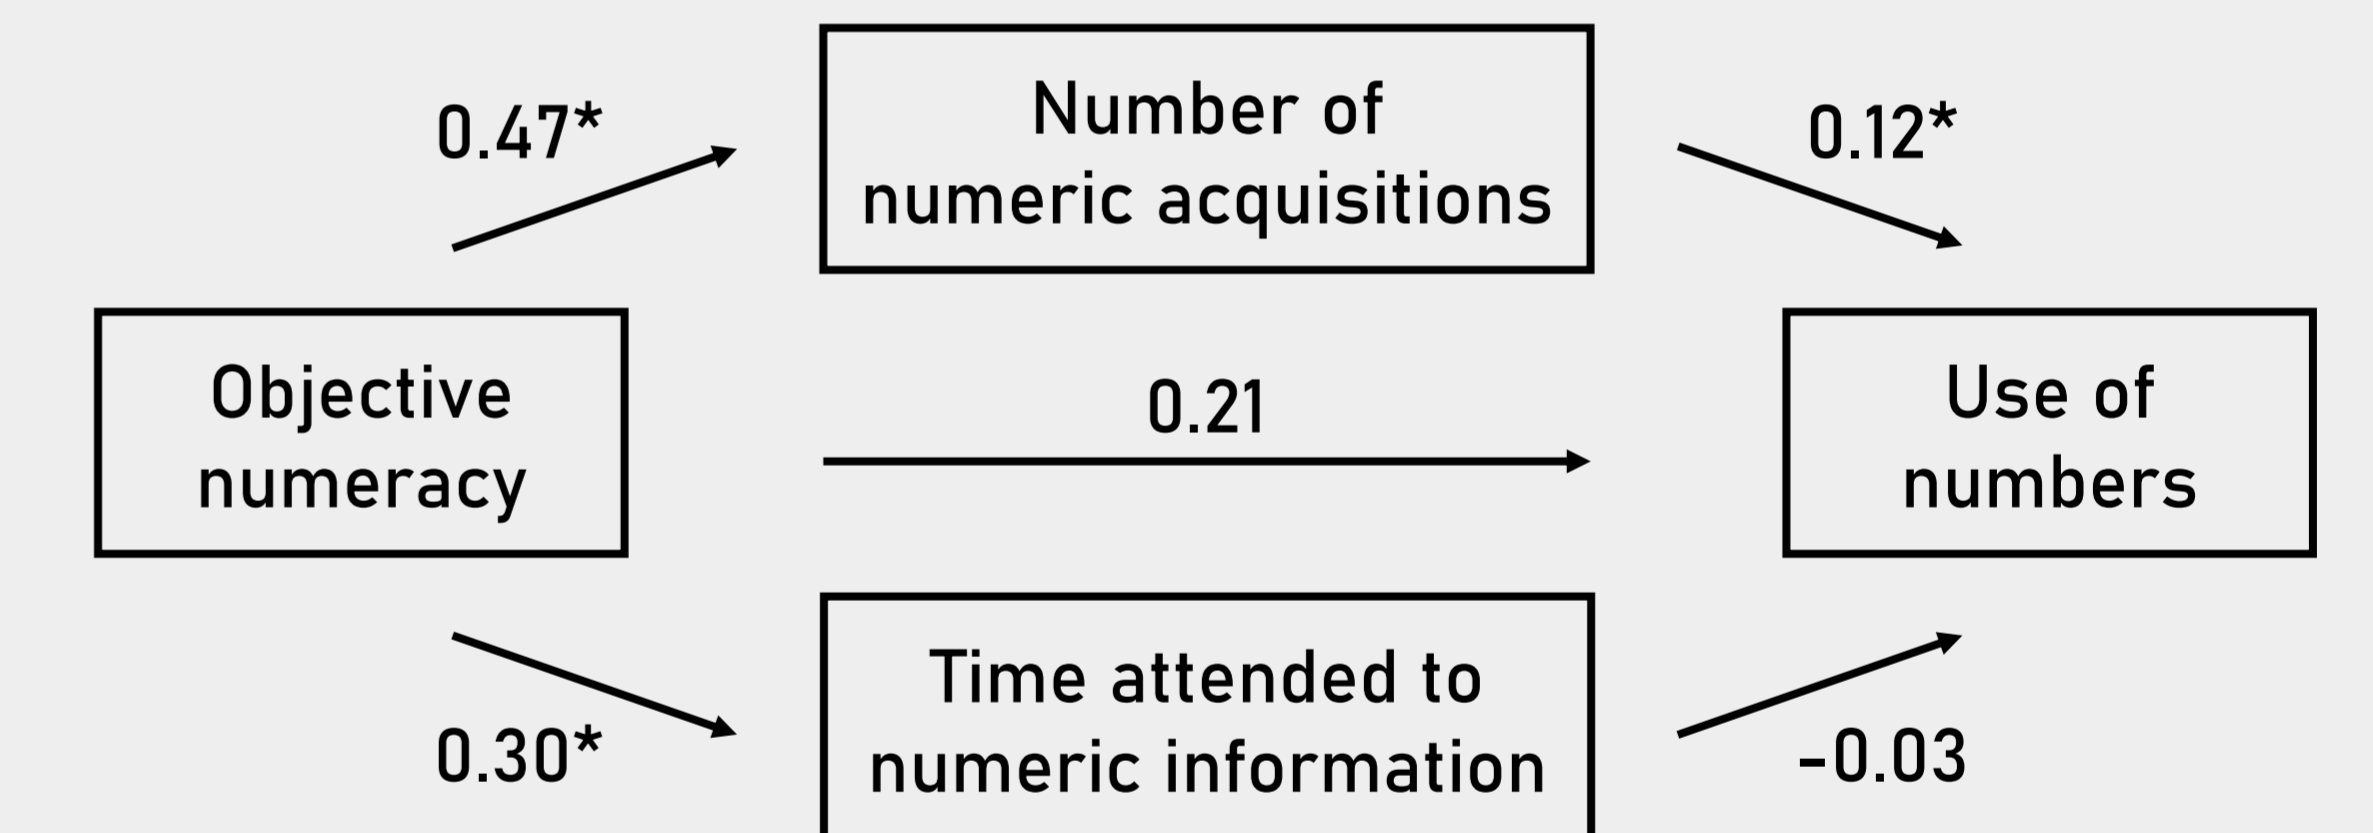 0.47*
Number of
numeric acquisitions
0.12*
Objective
numeracy
0.21
Use of
numbers
0.30*
Time attended to
numeric information
-0.03